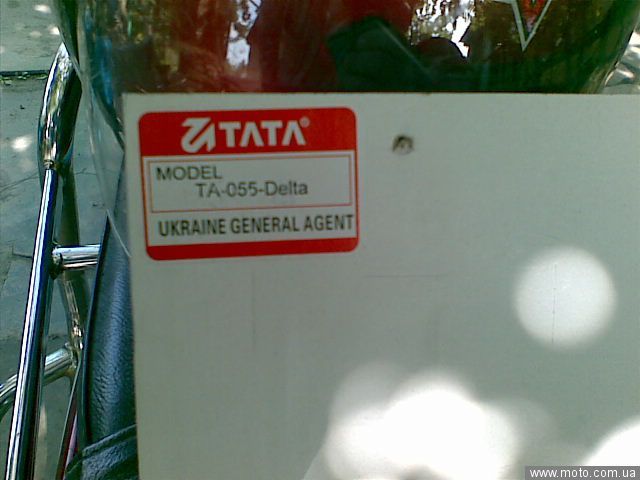 TATA®
MODEL
TA-055-Delta
UKRAINE GENERAL AGENT
www.moto.com.ua